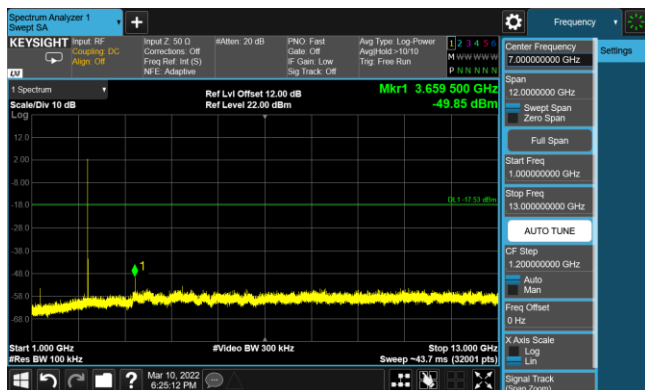 Spectrum Analyzer 1
Swept SA
Frequency
KEYSIGHT
Input: RF
Coupling: DC
Align: Off
Input Z: 50 Ω
Corrections: Off
Freq Ref: Int (S)
NFE: Adaptive
#Atten: 20 dB
PNO: Fast
Gate: Off
IF Gain: Low
Sig Track: Off
Avg Type: Log-Power
Avg|Hold:>10/10
Trig: Free Run
1 2 3 4 5 6
M W W W W W
P N N N N N
LM
1 Spectrum
Scale/Div 10 dB
Log
Ref Lvl Offset 12.00 dB
Ref Level 22.00 dBm
Mkr1 3.659 500 GHz
-49.85 dBm
12.0
2.00
-8.00
-18.0
-28.0
-38.0
-48.0
-58.0
-68.0
DL1 -17.53 dBm
1
Start 1.000 GHz
#Res BW 100 kHz
#Video BW 300 kHz
Stop 13.000 GHz
Sweep ~43.7 ms (32001 pts)
Mar 10, 2022
6:25:12 PM
Center Frequency
7.000000000 GHz
Span
12.0000000 GHz
Swept Span
Zero Span
Full Span
Start Freq
1.000000000 GHz
Stop Freq
13.000000000 GHz
AUTO TUNE
CF Step
1.200000000 GHz
Auto
Man
Freq Offset
0 Hz
X Axis Scale
Log
Lin
Signal Track
(Span Zoom)
Settings